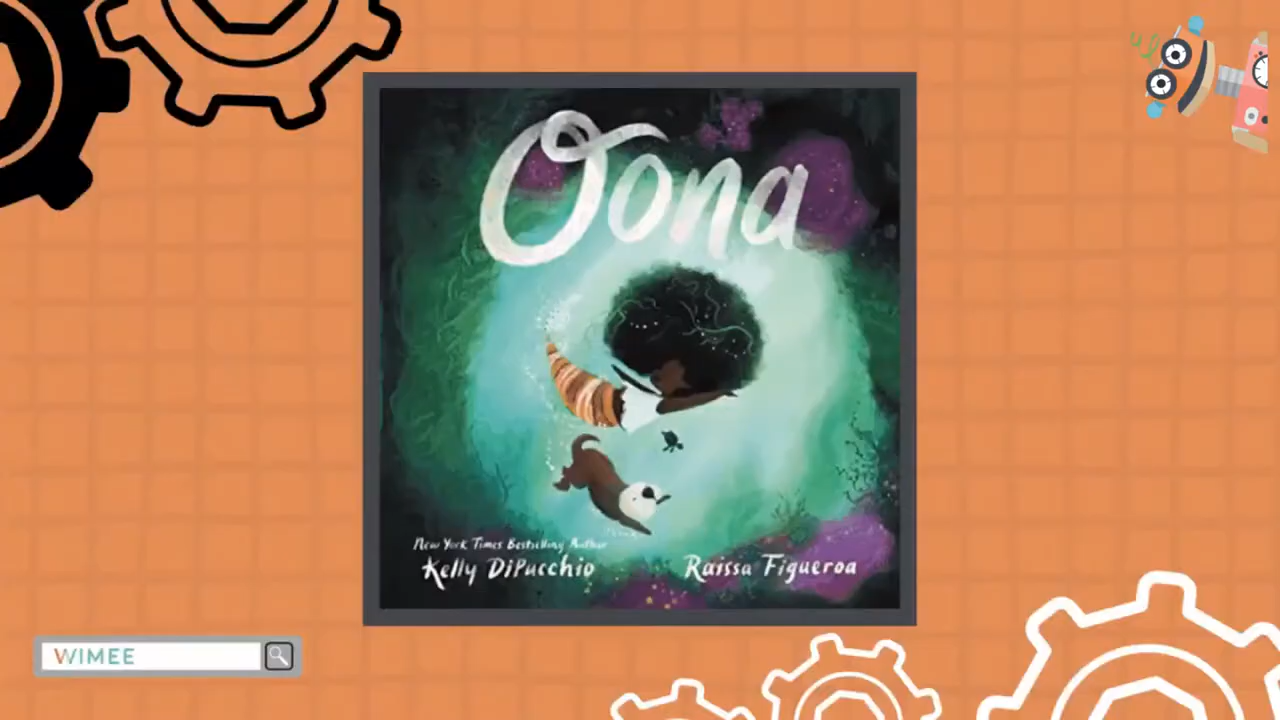 Oona
New York Times Bestselling Author
Kelly DiPucchio
Raissa Figueroa
WIMEE